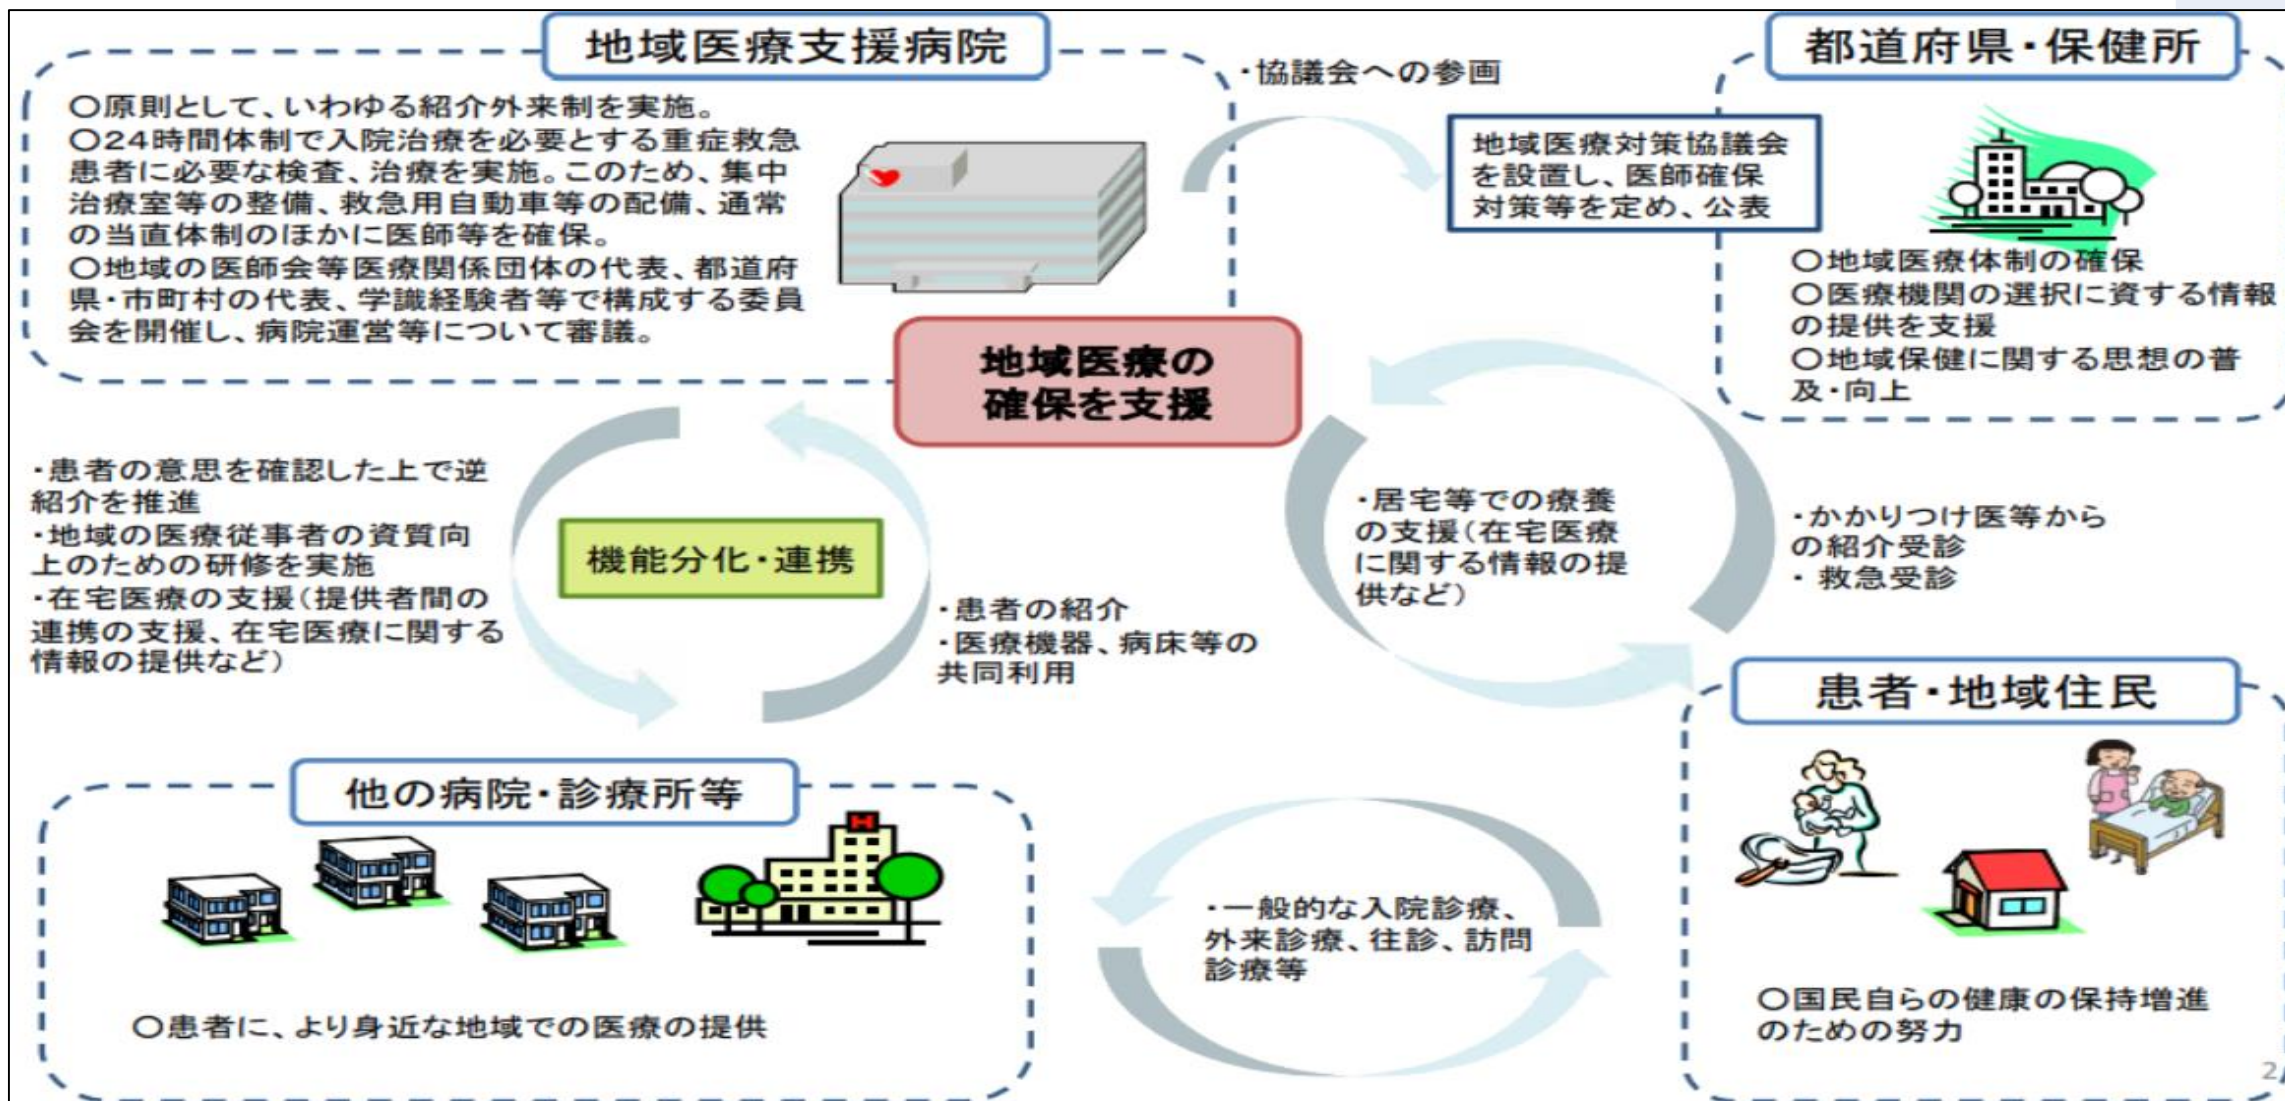 地域医療支援病院
○原則として、いわゆる紹介外来制を実施。
○24時間体制で入院治療を必要とする重症救急
患者に必要な検査、治療を実施。このため、集中
治療室等の整備、救急用自動車等の配備、通常
の当直体制のほかに医師等を確保。
○地域の医師会等医療関係団体の代表、都道府
県・市町村の代表、学識経験者等で構成する委員
会を開催し、病院運営等について審議。
・協議会への参画
都道府県・保健所
地域医療対策協議会
を設置し、医師確保
対策等を定め、公表
○地域医療体制の確保
○医療機関の選択に資する情報
の提供を支援
○地域保健に関する思想の普
及・向上
地域医療の
確保を支援
・患者の意思を確認した上で逆
紹介を推進
・地域の医療従事者の資質向
上のための研修を実施
・在宅医療の支援（提供者間の
連携の支援、在宅医療に関する
情報の提供など）
機能分化・連携
・患者の紹介
・医療機器、病床等の
共同利用
・居宅等での療養
の支援（在宅医療
に関する情報の提
供など）
・かかりつけ医等から
の紹介受診
・ 救急受診
他の病院・診療所等
H
○患者に、より身近な地域での医療の提供
・一般的な入院診療、
外来診療、往診、訪問
診療等
患者・地域住民
○国民自らの健康の保持増進
のための努力
2